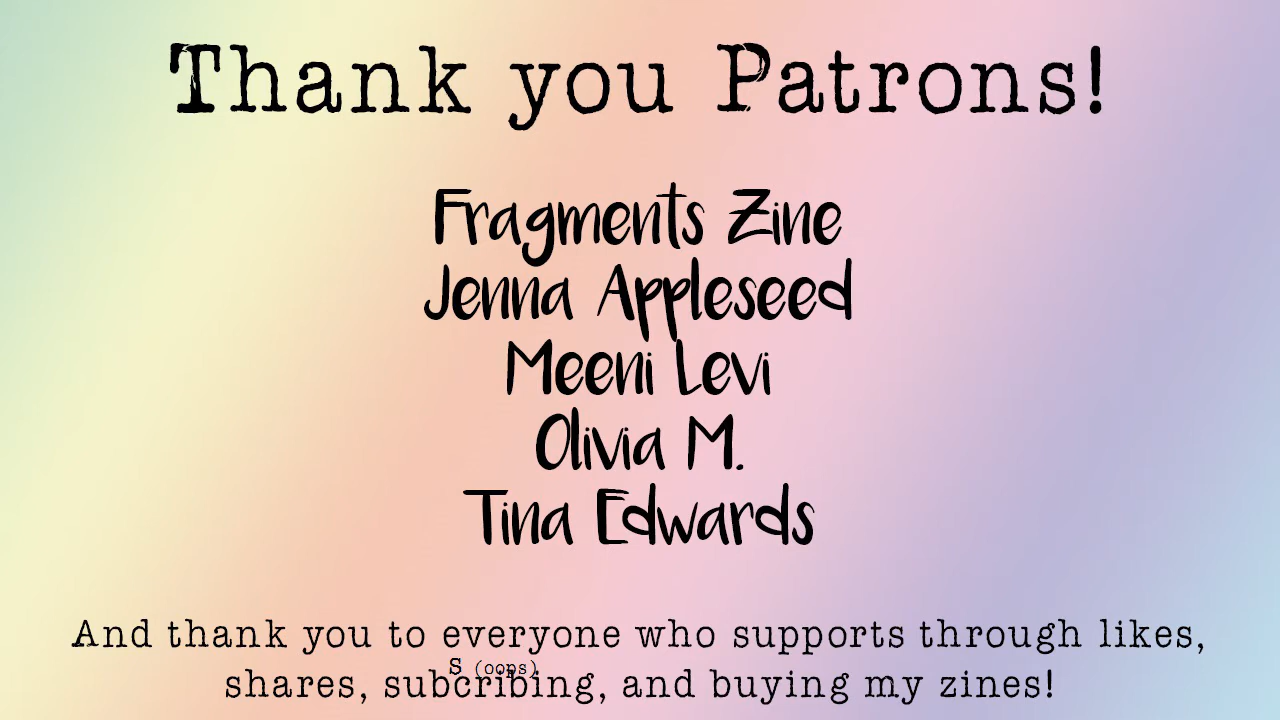 Thank you Patrons!
Fragments Zine
Jenna Appleseed
Meeni Levi
Olivia M.
Tina Edwards
And thank you to everyone who supports through likes,
s (oops)
shares, subcribing, and buying my zines!